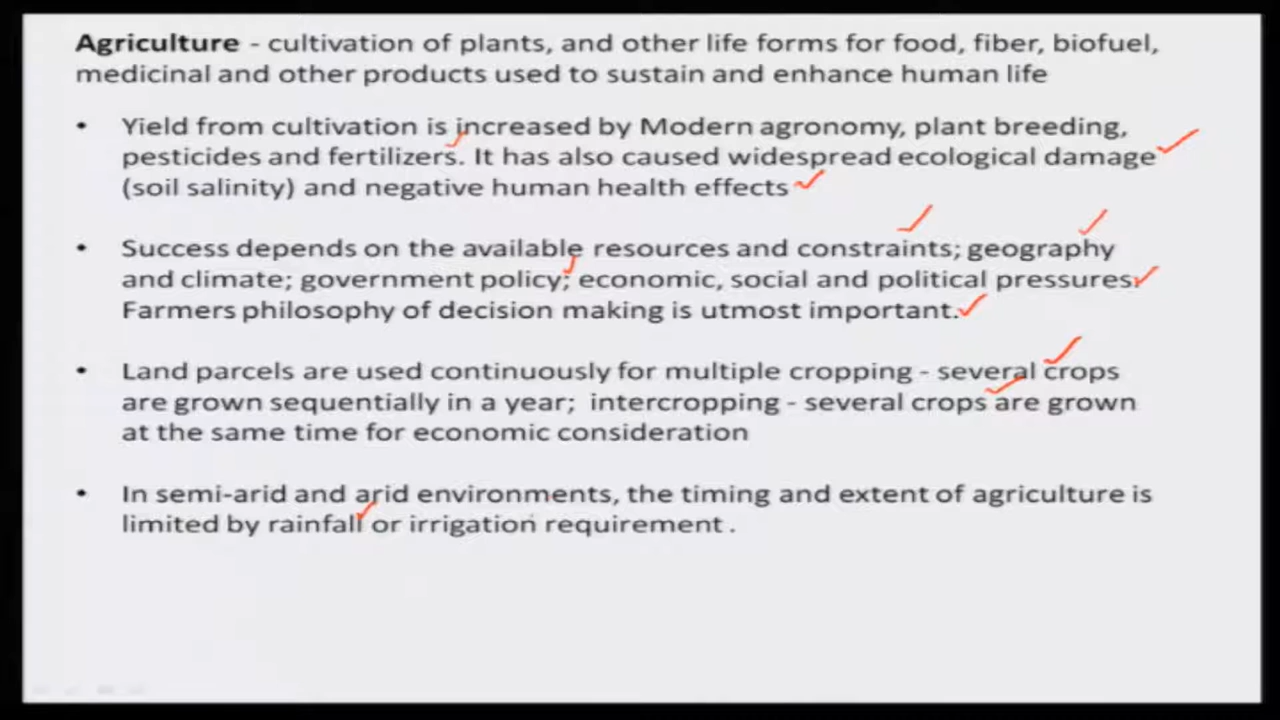 Agriculture - cultivation of plants, and other life forms for food, fiber, biofuel,
medicinal and other products used to sustain and enhance human life
• Yield from cultivation is increased by Modern agronomy, plant breeding,
pesticides and fertilizers. It has also caused widespread ecological damage
(soil salinity) and negative human health effects
• Success depends on the available resources and constraints; geography
and climate; government policy; economic, social and political pressures.
Farmers philosophy of decision making is utmost important.
• Land parcels are used continuously for multiple cropping - several crops
are grown sequentially in a year; intercropping - several crops are grown
at the same time for economic consideration
• In semi-arid and arid environments, the timing and extent of agriculture is
limited by rainfall or irrigation requirement .